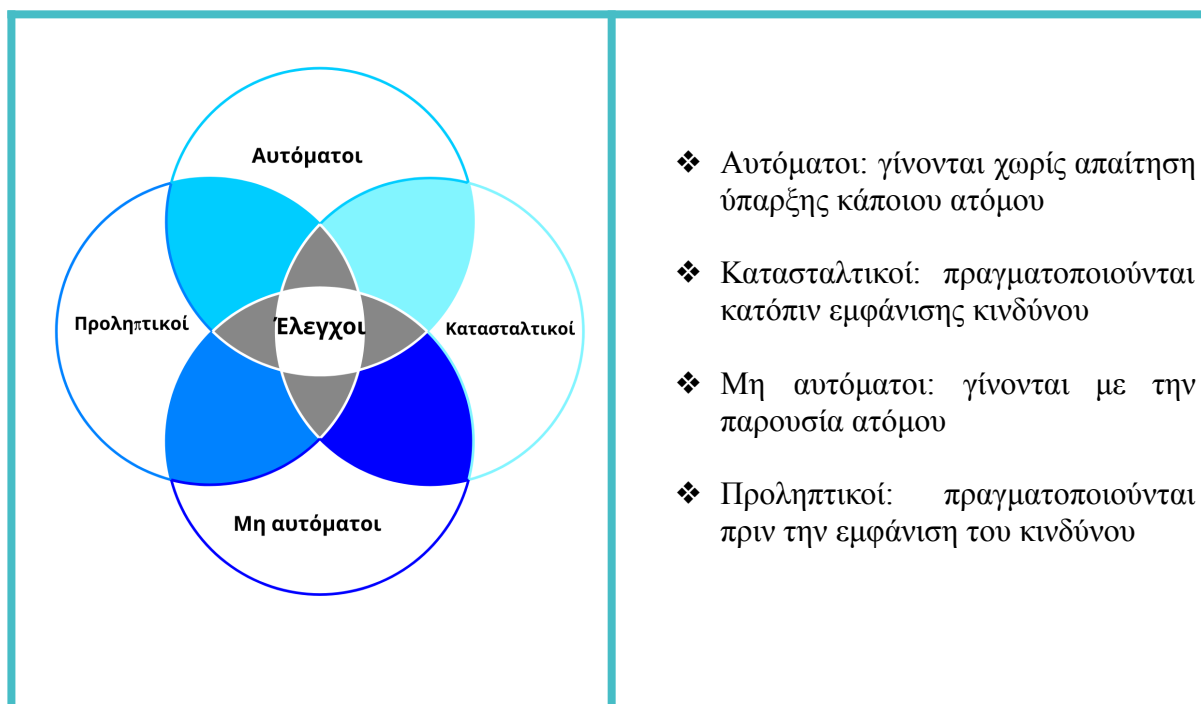 Αυτόματοι
Προληπτικοί
Έλεγχοι
Κατασταλτικοί
Μη αυτόματοι
❖ Αυτόματοι: γίνονται χωρίς απαίτηση
ύπαρξης κάποιου ατόμου
❖ Κατασταλτικοί: πραγματοποιούνται
κατόπιν εμφάνισης κινδύνου
❖ Μη αυτόματοι: γίνονται με την
παρουσία ατόμου
❖ Προληπτικοί: πραγματοποιούνται
πριν την εμφάνιση του κινδύνου